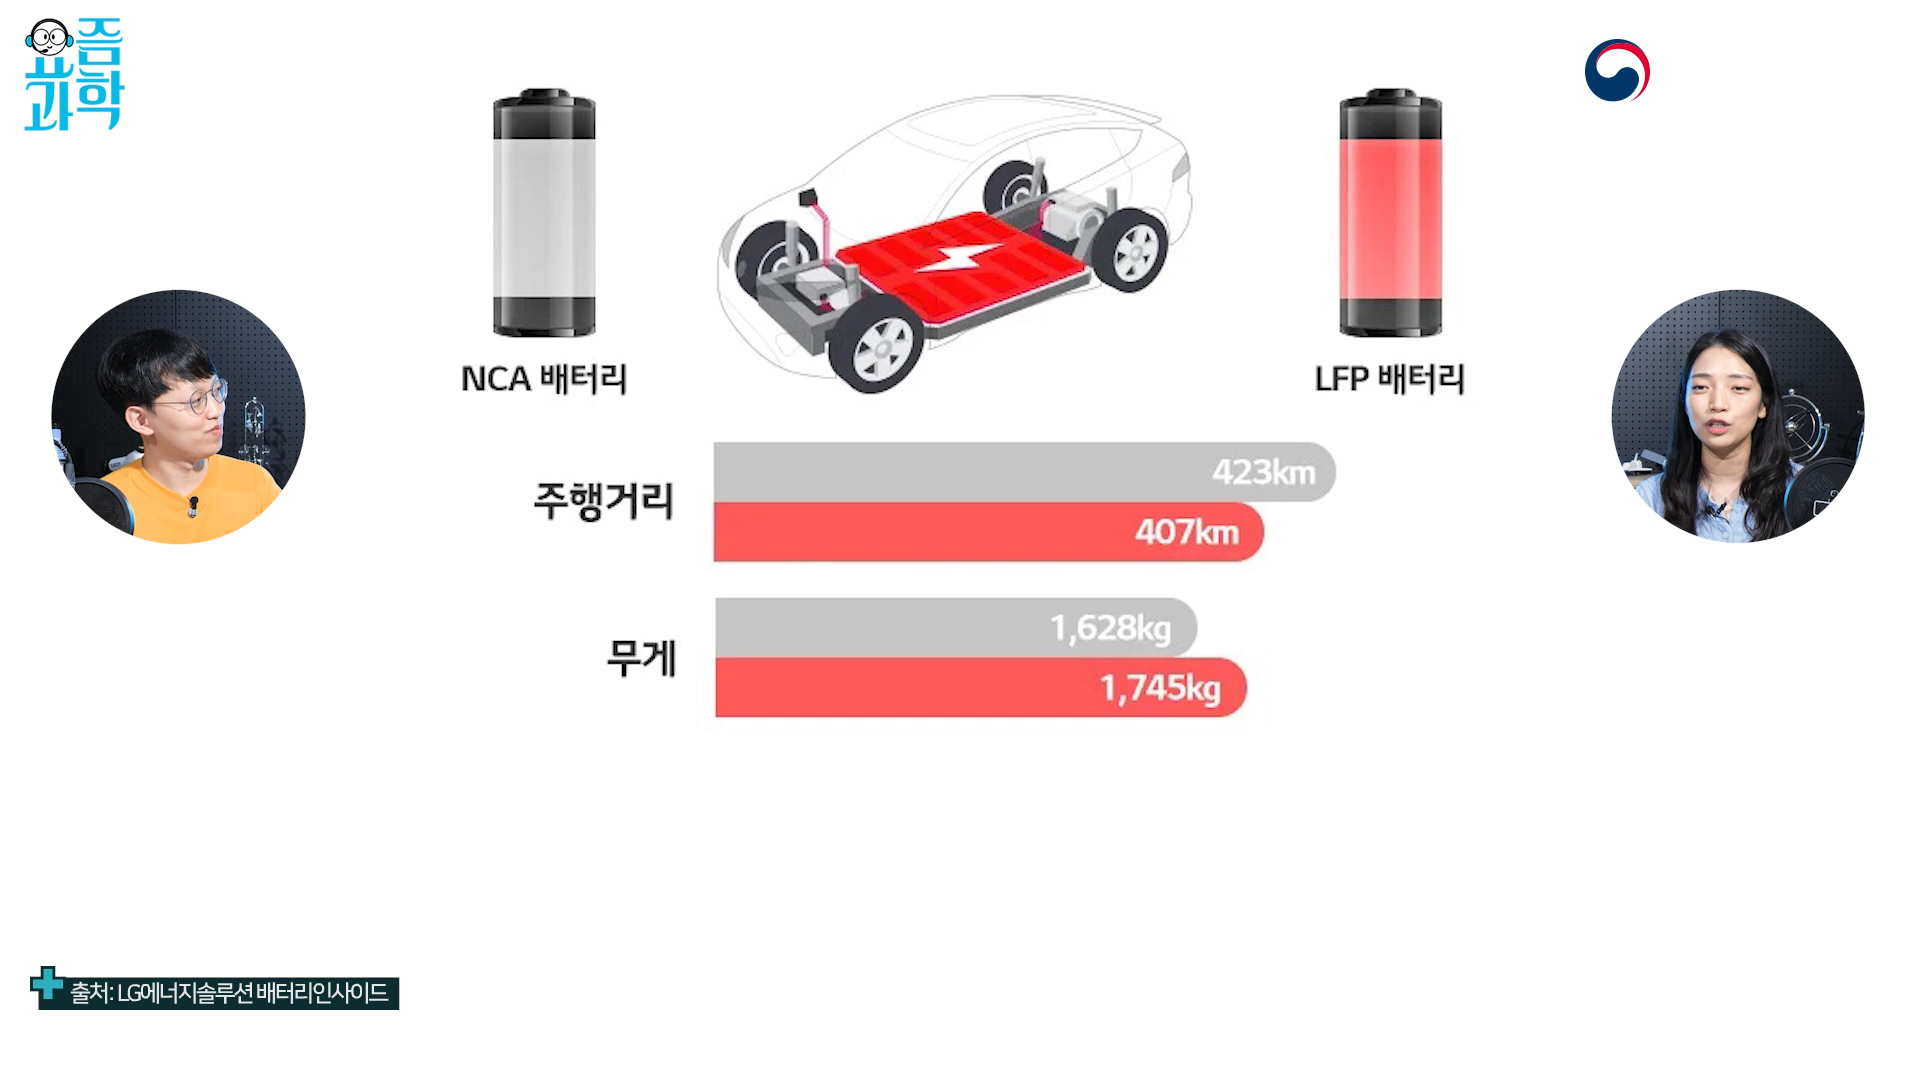 요즘
과학
NCA 배터리
LFP 배터리
주행거리
423km
407km
무게
1,628kg
1,745kg
출처: LG에너지솔루션 배터리인사이드